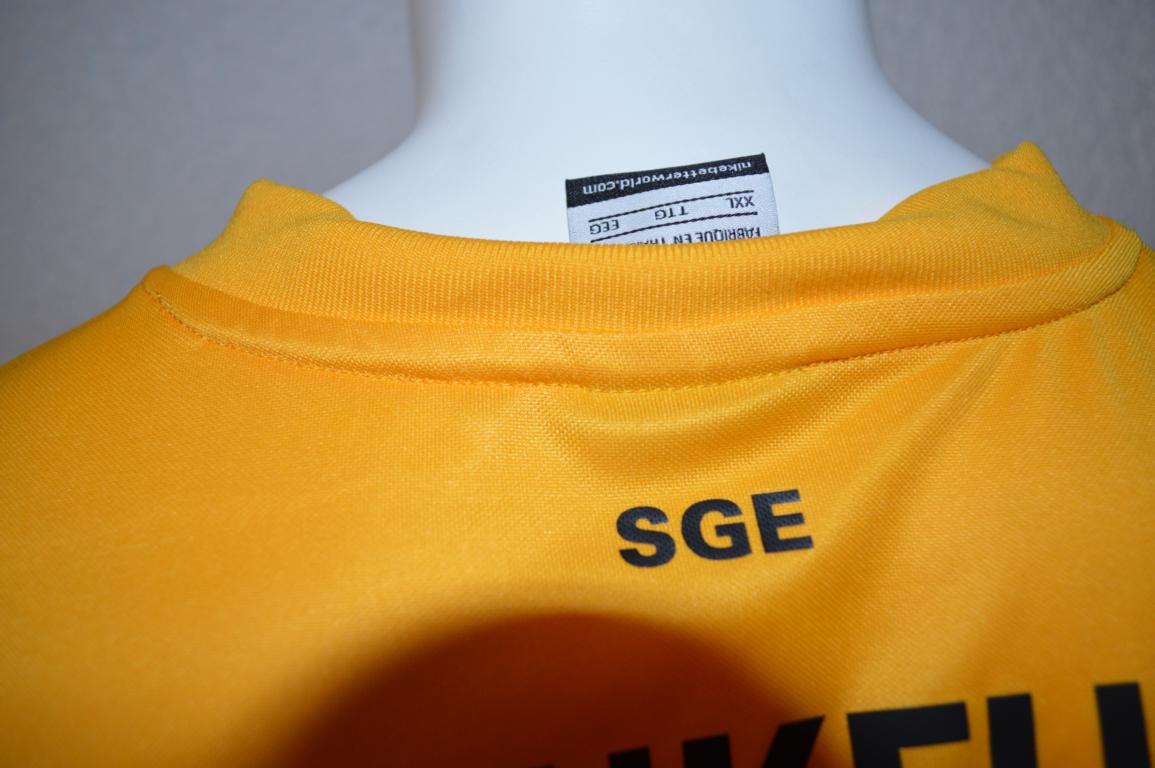 nikebetterworld.com
XXL TTG EEG
FABRIQUE EN
SGE